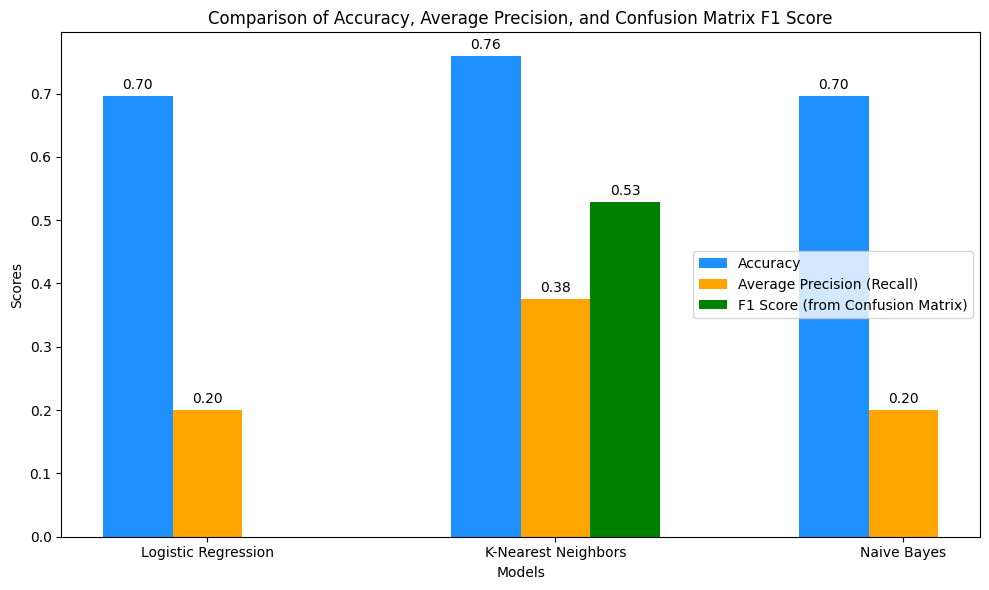 Comparison of Accuracy, Average Precision, and Confusion Matrix F1 Score
Scores
0.7
0.6
0.5
0.4
0.3
0.2
0.1
0.0
0.70
0.20
0.76
0.38
0.53
0.70
0.20
Accuracy
Average Precision (Recall)
F1 Score (from Confusion Matrix)
Logistic Regression
K-Nearest Neighbors
Naive Bayes
Models